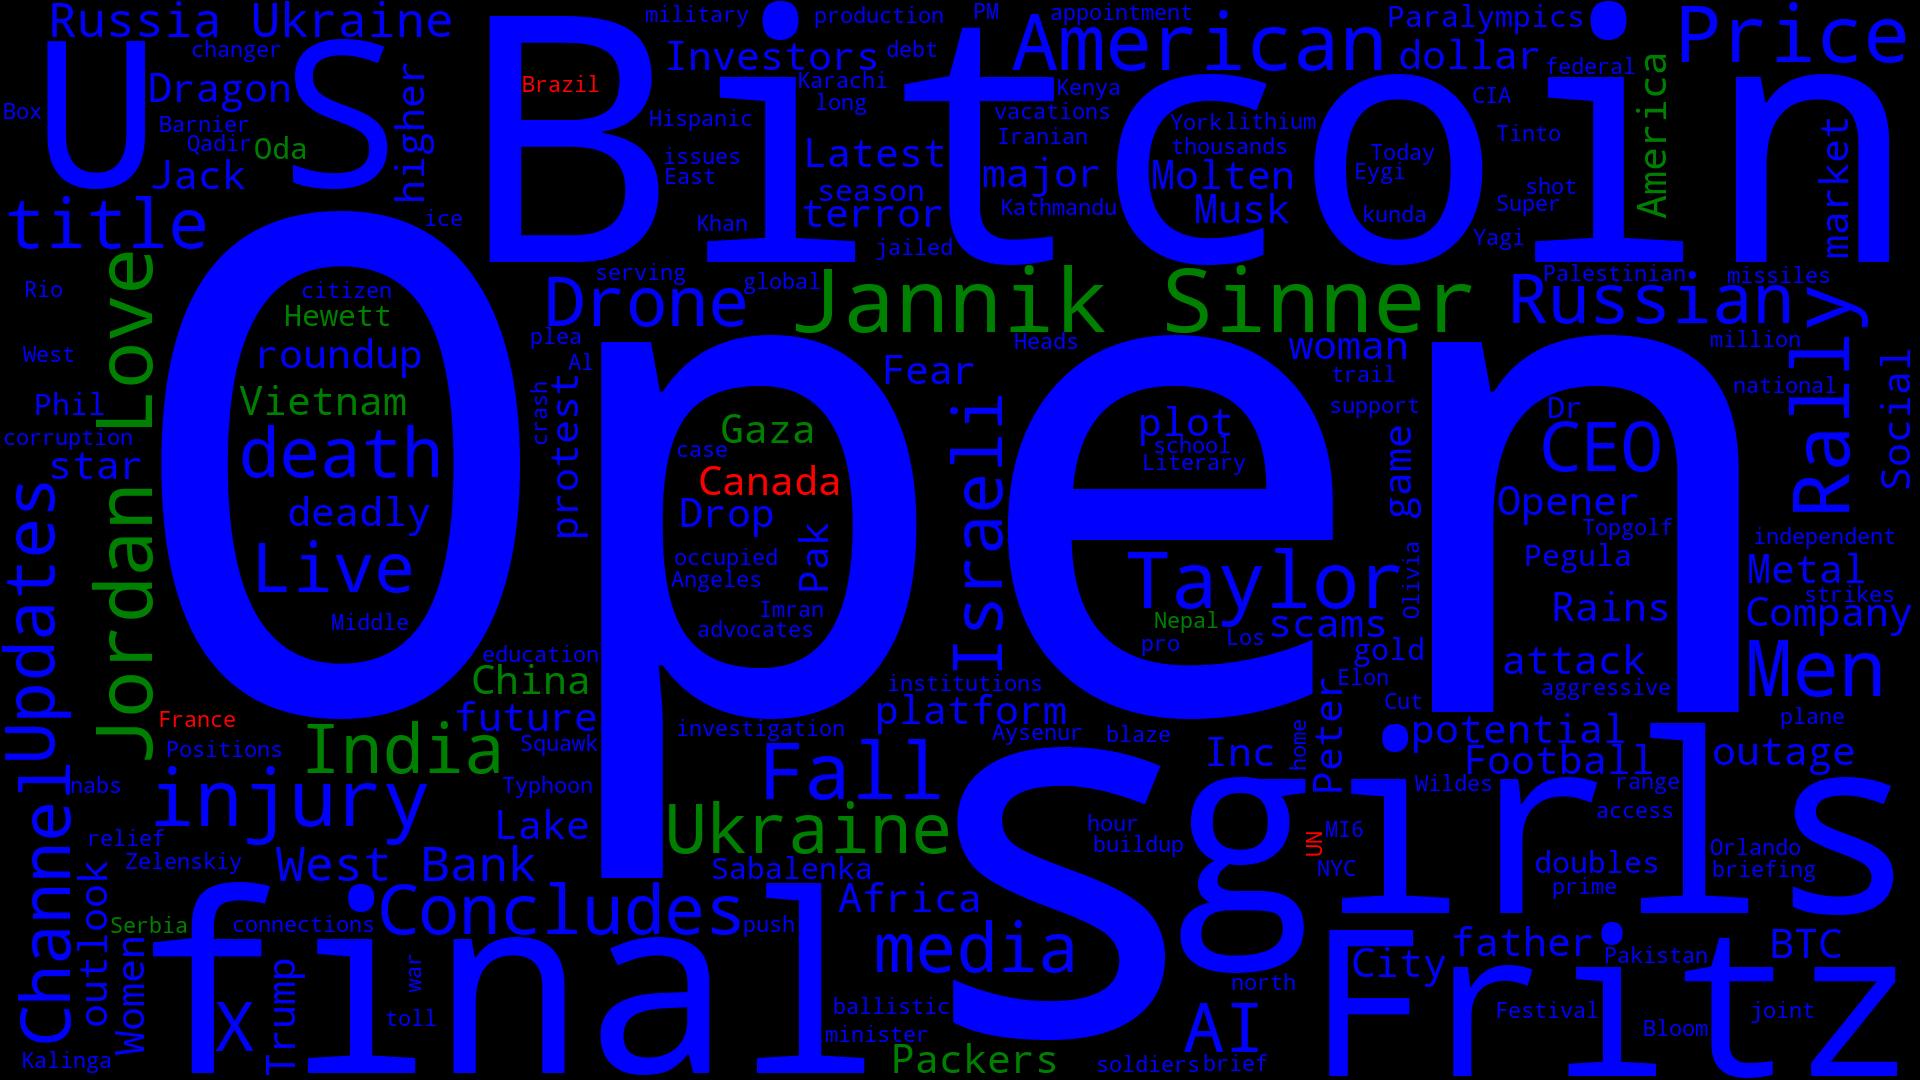 Russia Ukraine
military
production
PM
appointment
Paralympics
Price
changer
Investors
debt
American
dollar
federal
U S
Bitcoin
Dragon
higher
Brazil
Karachi
long
Kenya
CIA
America
Box
Barnier
Hispanic
vacations
York
lithium
Tinto
market
Qadir
Oda
Iranian
thousands
Today
Jack
issues
Latest
East
major
Molten
Eygi
shot
season
Super
title
ice
Khan
terror
Kathmandu
Musk
kunda
Yagi
jailed
Jordan Love
Rio
citizen
serving
global
Drone
Jannik Sinner
Palestinian
missiles
Russian
Rally
Hewett
plea
Heads
woman
million
West
roundup
Al
Fear
trail
Social
national
Phil
Vietnam
crash
protest
Open
support
Dr
corruption
death
Gaza
case
Israeli
plot
school
Literary
game
CEO
star
Canada
deadly
Drop
Pak
Opener
Topgolf
independent
Updates
Live
occupied
Angeles
Taylor
Olivia
Pegula
Metal
strikes
Middle
Imran
advocates
Nepal
pro
Los
scams
Rains
Company
education
China
institutions
gold
Elon
attack
aggressive
Men
France
India
future
investigation
platform
Peter
Cut
plane
Positions
Squawk
Aysenur
blaze
Inc
home
potential
Football
outage
Channel
nabs
injury
Typhoon
Fall
s
girls
Wildes
range
access
relief
Lake
Ukraine
hour
buildup
UN
MI6
Zelenskiy
West Bank
Sabalenka
NYC
doubles
prime
Orlando
briefing
outlook
Serbia
connections
Concludes
push
Africa
father
Pakistan
BTC
Women
final
X
Trump
war
toll
media
north
City
Fritz
ballistic
minister
AI
Festival
Bloom
joint
Kalinga
Packers
soldiers
brief